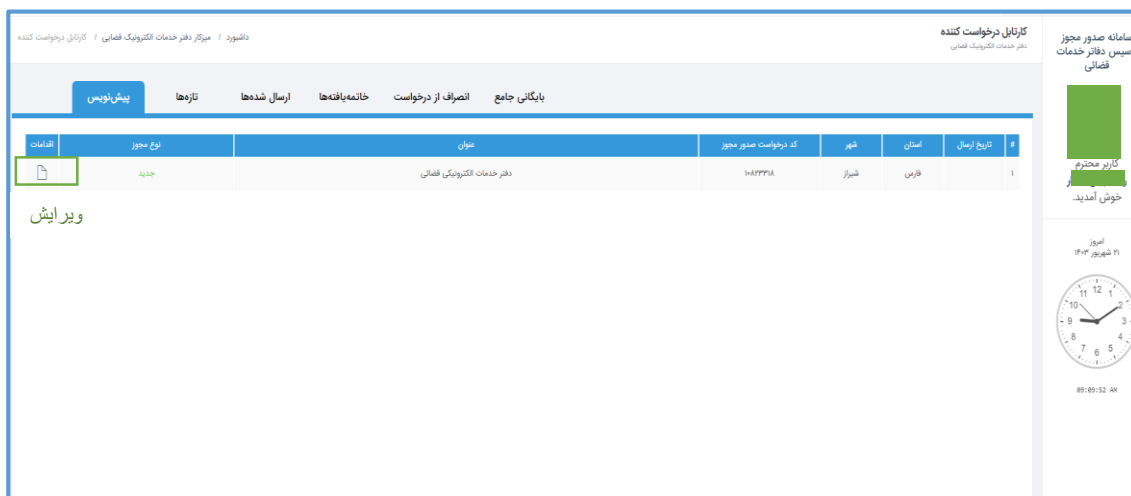 کارتابل درخواست کننده
دفتر خدمات الکترونیک قضایی
داشبورد / میزکار دفتر خدمات الکترونیک قضایی / کارتابل درخواست کننده
سامانه صدور مجوز
سیس دفاتر خدمات
قضائی
کاربر محترم
خوش آمدید.
امروز
۲۱ شهریور ۱۴۰۳
12
11 1
10 2
9 3
8 4
7 5
6
09:09:52 AM
بایگانی جامع انصراف از درخواست خاتمه‌یافته‌ها ارسال شده‌ها تازه‌ها پیش‌نویس
# تاریخ ارسال استان شهر کد درخواست صدور مجوز عنوان نوع مجوز اقدامات
۱ فارس شیراز ۱۰۸۲۳۳۱۸ دفتر خدمات الکترونیکی قضائی جدید
ویرایش